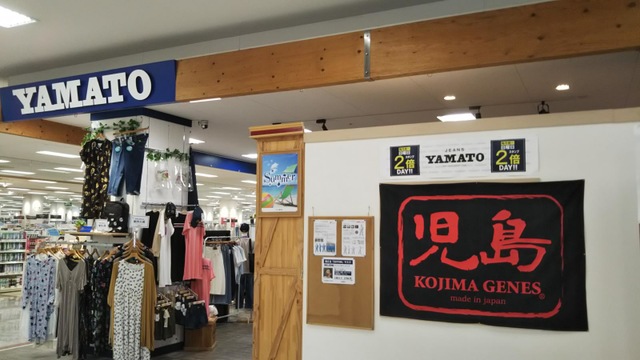 YAMATO
Summer
JEANS
YAMATO
2倍
DAY!!
2倍
DAY!!
児島
KOJIMA GENES
made in japan